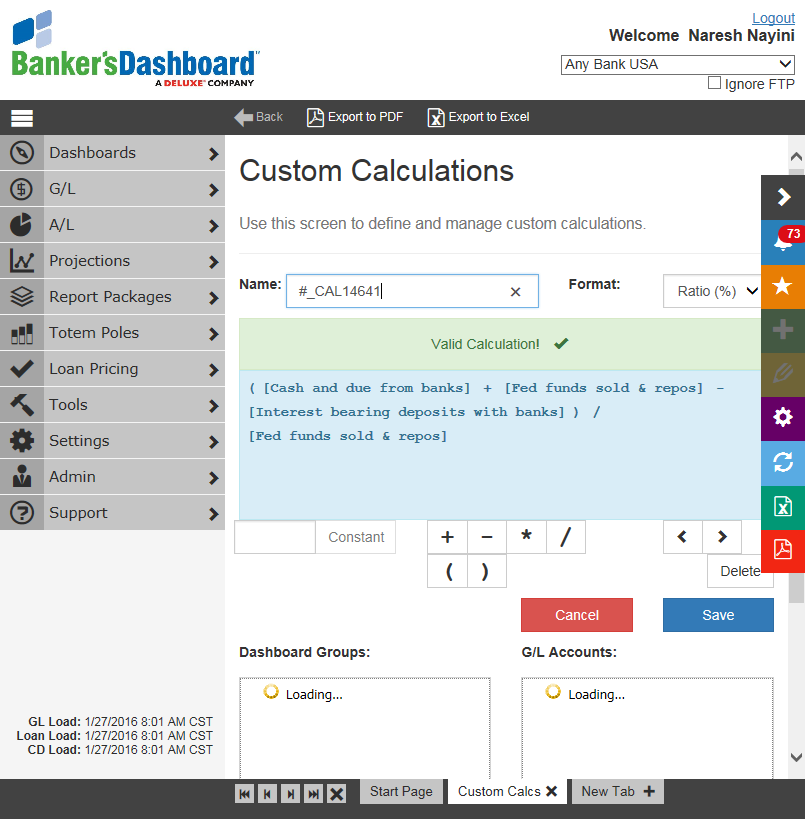 Logout
Welcome Naresh Nayini
Banker'sDashboard
A DELUXE COMPANY
Any Bank USA
Ignore FTP
Back
Export to PDF
Export to Excel
Dashboards
G/L
A/L
Projections
Report Packages
Totem Poles
Loan Pricing
Tools
Settings
Admin
Support
Custom Calculations
Use this screen to define and manage custom calculations.
Name: #_CAL14641 Format: Ratio (%)
73
Valid Calculation!
( [Cash and due from banks] + [Fed funds sold & repos] -
[Interest bearing deposits with banks] ) /
[Fed funds sold & repos]
Constant + - * /
( ) Delete
Cancel Save
Dashboard Groups: G/L Accounts:
Loading... Loading...
GL Load: 1/27/2016 8:01 AM CST
Loan Load: 1/27/2016 8:01 AM CST
CD Load: 1/27/2016 8:01 AM CST
Start Page Custom Calcs New Tab